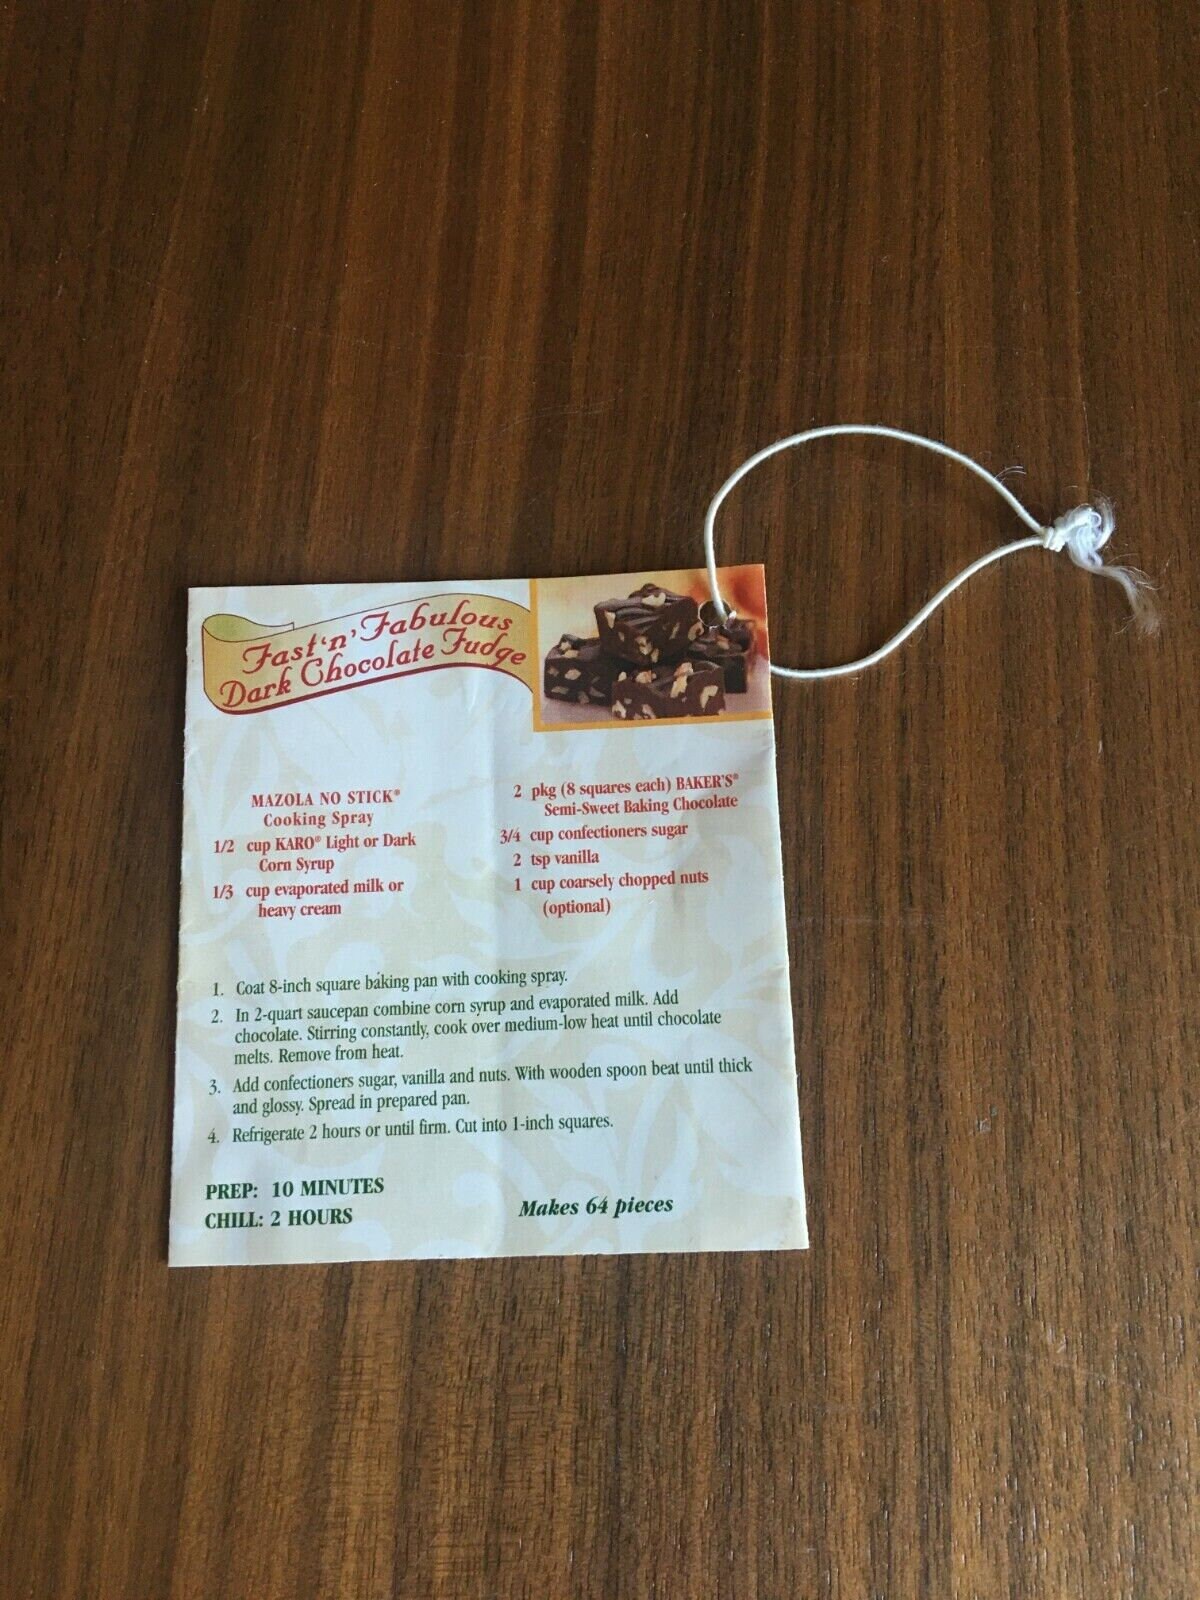 Fast 'n' Fabulous
Dark Chocolate Fudge
MAZOLA NO STICK®
Cooking Spray
1/2 cup KARO® Light or Dark
Corn Syrup
1/3 cup evaporated milk or
heavy cream
2 pkg (8 squares each) BAKER'S®
Semi-Sweet Baking Chocolate
3/4 cup confectioners sugar
2 tsp vanilla
1 cup coarsely chopped nuts
(optional)
1. Coat 8-inch square baking pan with cooking spray.
2. In 2-quart saucepan combine corn syrup and evaporated milk. Add
chocolate. Stirring constantly, cook over medium-low heat until chocolate
melts. Remove from heat.
3. Add confectioners sugar, vanilla and nuts. With wooden spoon beat until thick
and glossy. Spread in prepared pan.
4. Refrigerate 2 hours or until firm. Cut into 1-inch squares.
PREP: 10 MINUTES
CHILL: 2 HOURS
Makes 64 pieces